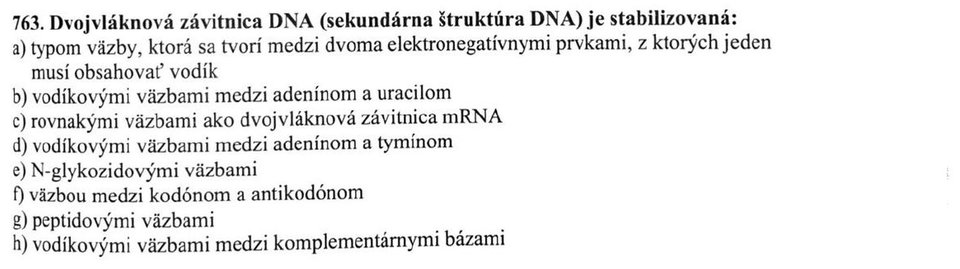 763. Dvojvláknová závitnica DNA (sekundárna štruktúra DNA) je stabilizovaná:
a) typom väzby, ktorá sa tvorí medzi dvoma elektronegatívnymi prvkami, z ktorých jeden
musí obsahovať vodík
b) vodíkovými väzbami medzi adenínom a uracilom
c) rovnakými väzbami ako dvojvláknová závitnica mRNA
d) vodíkovými väzbami medzi adenínom a tymínom
e) N-glykozidovými väzbami
f) väzbou medzi kodónom a antikodónom
g) peptidovými väzbami
h) vodíkovými väzbami medzi komplementárnymi bázami